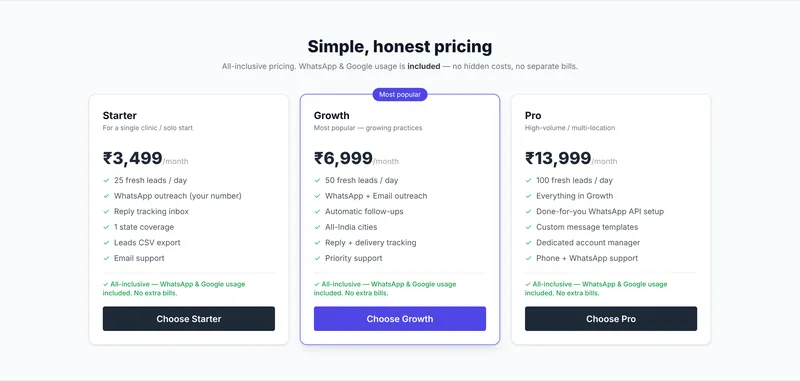 Simple, honest pricing
All-inclusive pricing. WhatsApp & Google usage is included — no hidden costs, no separate bills.
Starter
For a single clinic / solo start
₹3,499/month
✓ 25 fresh leads / day
✓ WhatsApp outreach (your number)
✓ Reply tracking inbox
✓ 1 state coverage
✓ Leads CSV export
✓ Email support
✓ All-inclusive — WhatsApp & Google usage
included. No extra bills.
Choose Starter
Most popular
Growth
Most popular — growing practices
₹6,999/month
✓ 50 fresh leads / day
✓ WhatsApp + Email outreach
✓ Automatic follow-ups
✓ All-India cities
✓ Reply + delivery tracking
✓ Priority support
✓ All-inclusive — WhatsApp & Google usage
included. No extra bills.
Choose Growth
Pro
High-volume / multi-location
₹13,999/month
✓ 100 fresh leads / day
✓ Everything in Growth
✓ Done-for-you WhatsApp API setup
✓ Custom message templates
✓ Dedicated account manager
✓ Phone + WhatsApp support
✓ All-inclusive — WhatsApp & Google usage
included. No extra bills.
Choose Pro